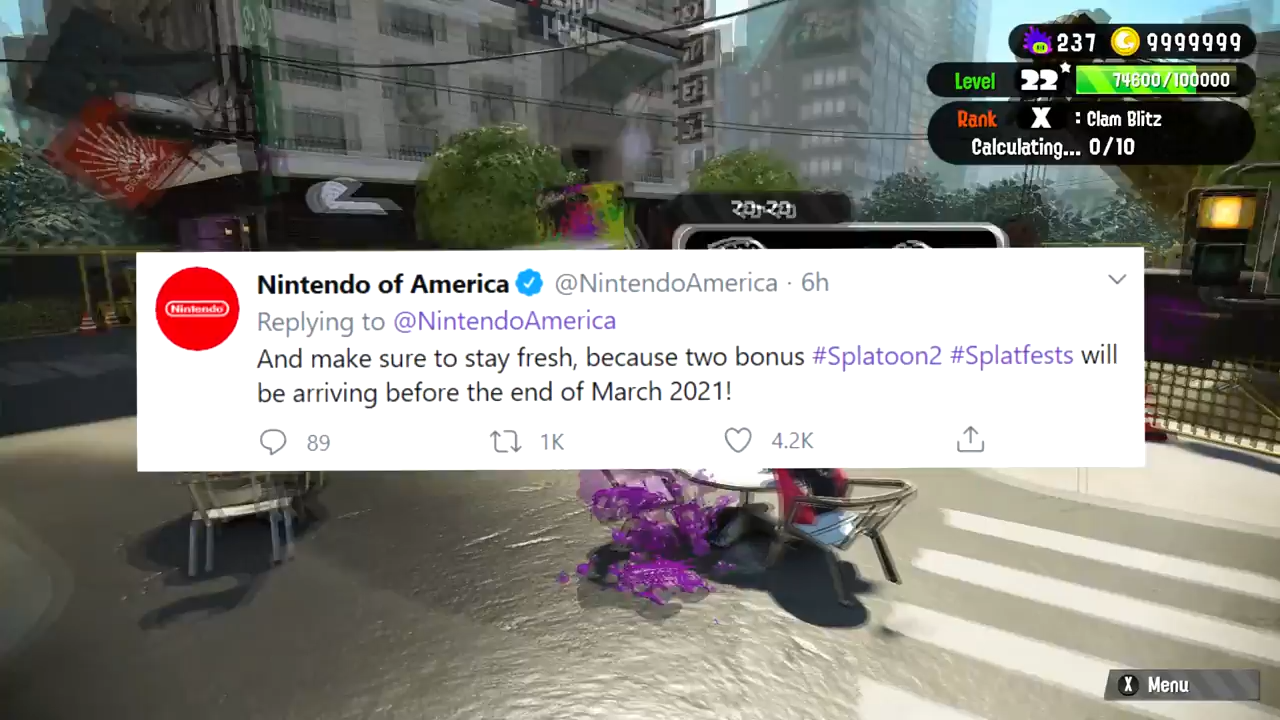 237 9999999
Level 22 74600/100000
Rank X : Clam Blitz
Calculating... 0/10
Nintendo
Nintendo of America @NintendoAmerica · 6h
Replying to @NintendoAmerica
And make sure to stay fresh, because two bonus #Splatoon2 #Splatfests will
be arriving before the end of March 2021!
89 1K 4.2K
X Menu